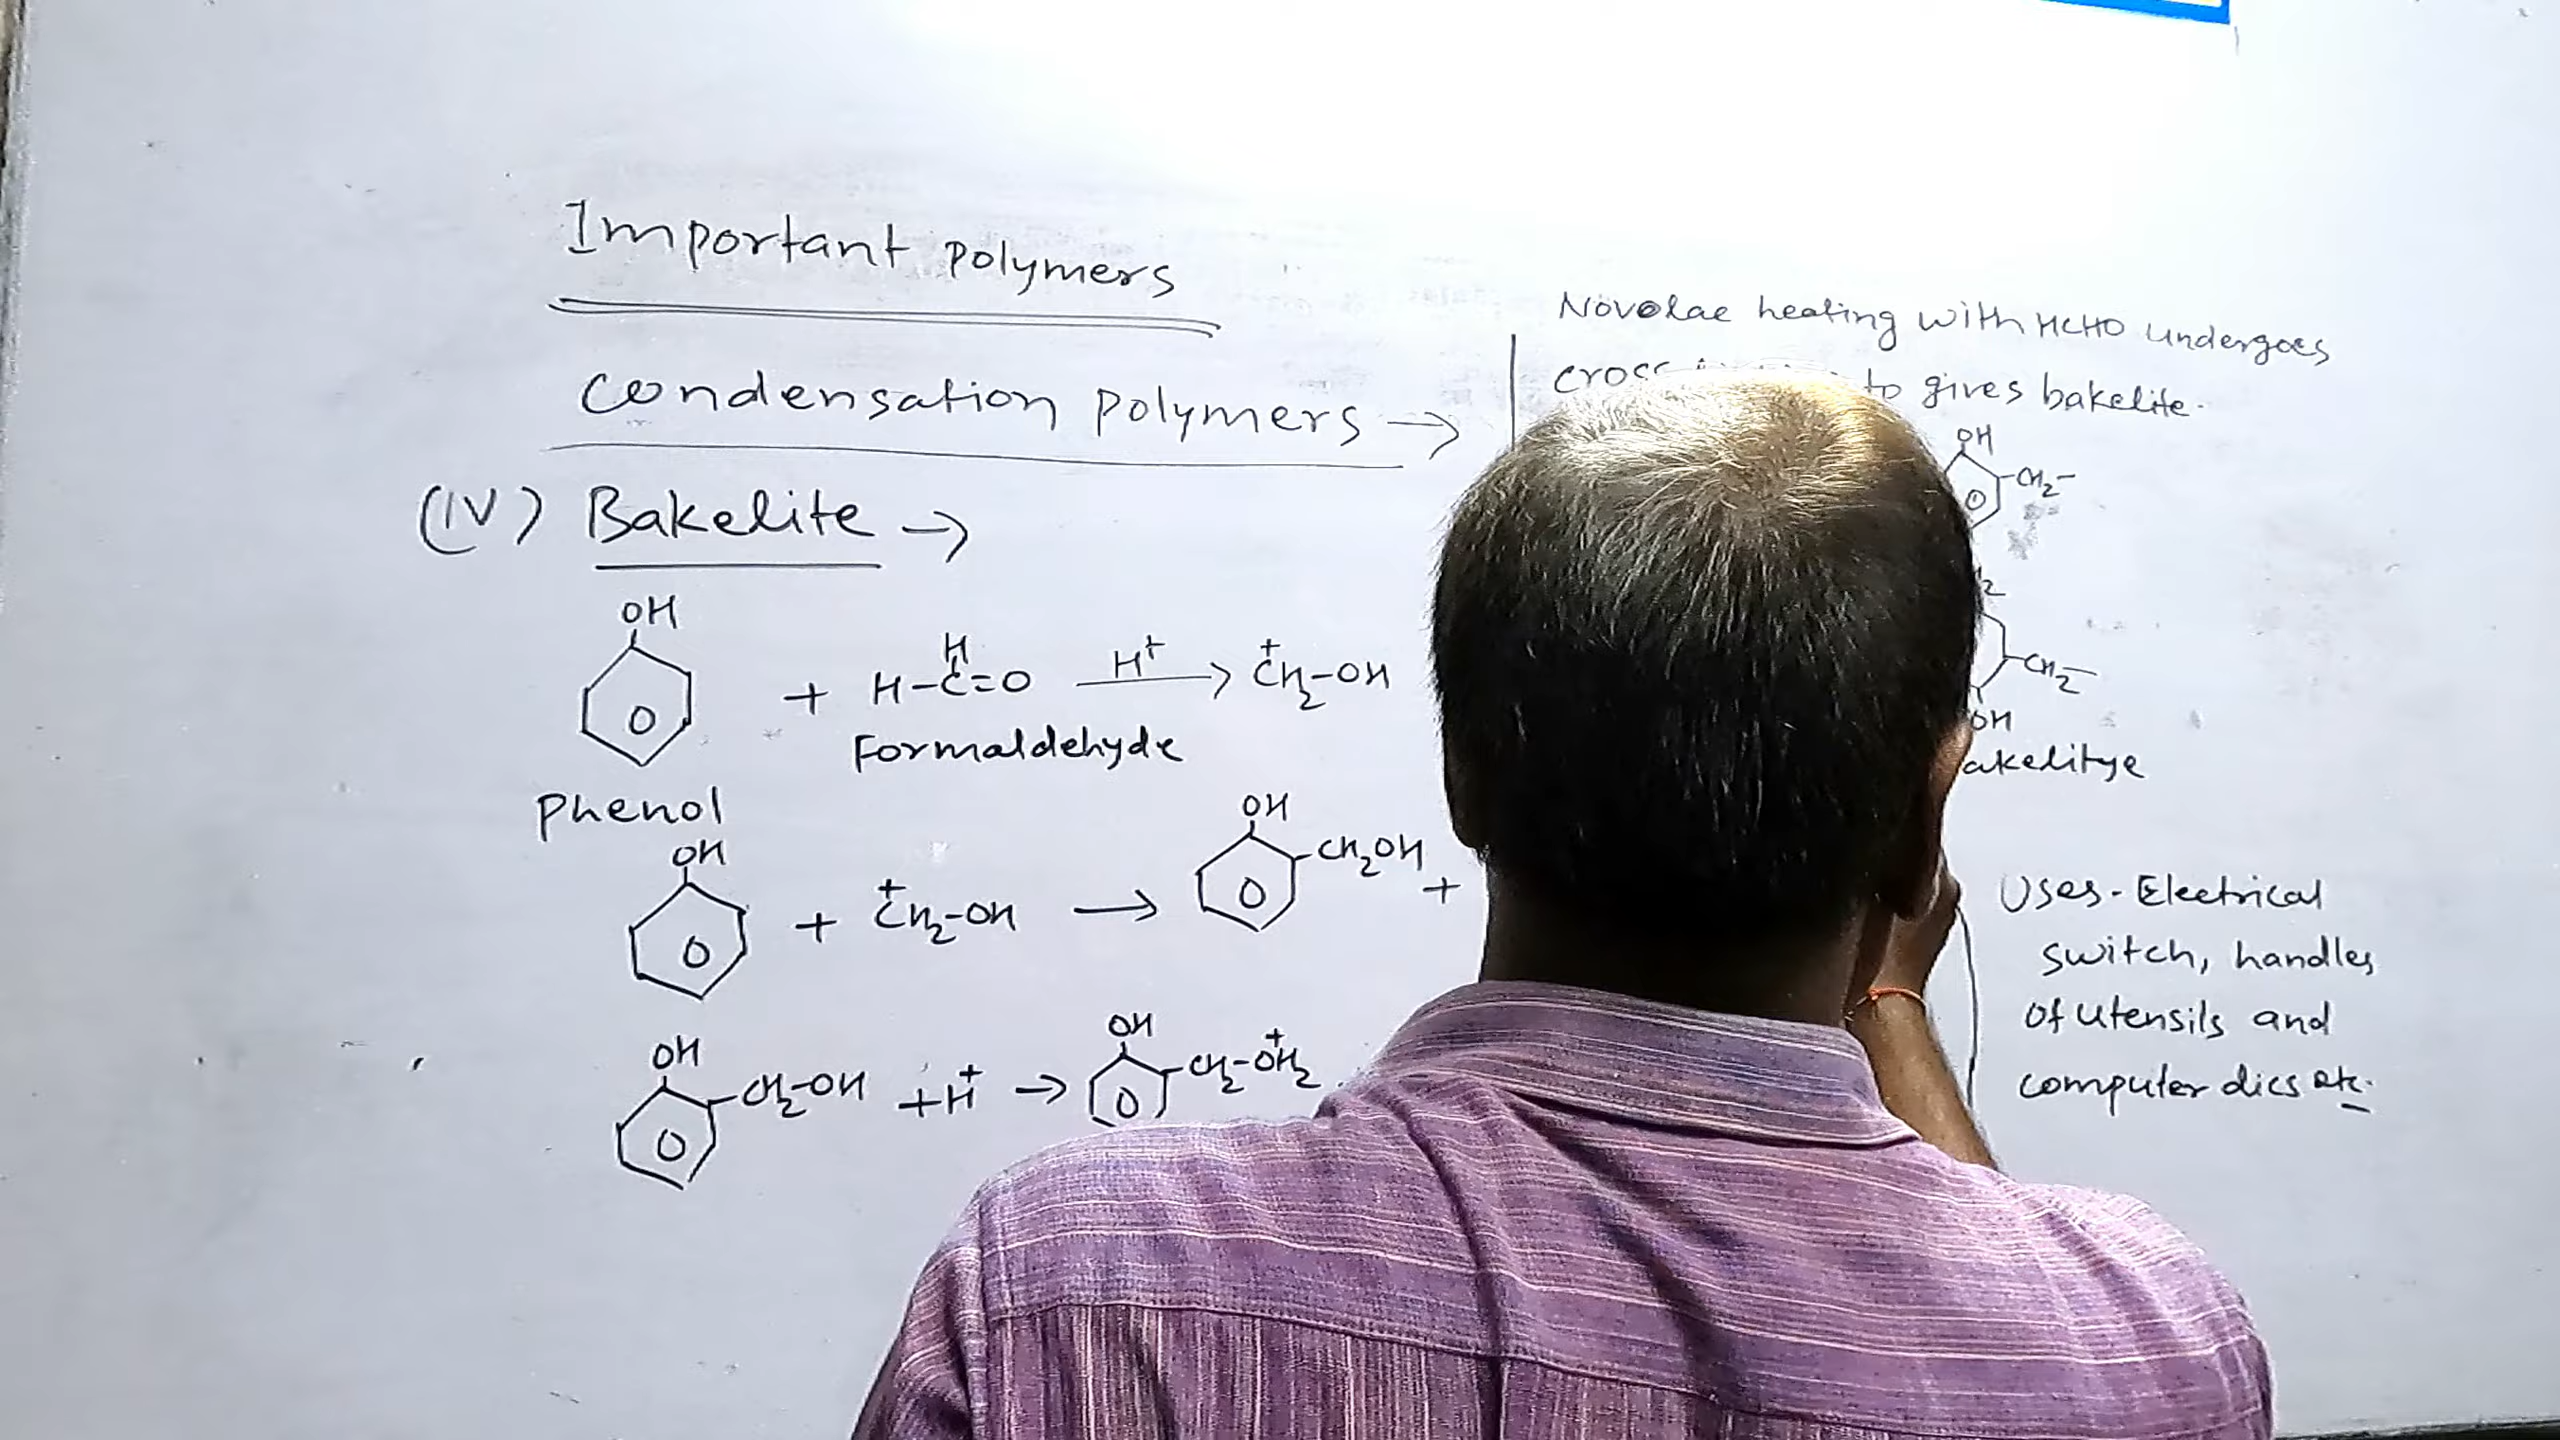 Important polymers
Condensation polymers →
(IV) Bakelite →
OH
H
+ H-C=O H+ → +CH2-OH
Formaldehyde
Phenol
OH
+ +CH2-OH → OH CH2OH +
OH CH2-OH + H+ → OH CH2-O+H2
Novolac heating with HCHO undergoes
to gives bakelite.
OH
CH2-
2
CH2-
OH
akelitye
Uses - Electrical
switch, handles
of utensils and
computer dics etc.